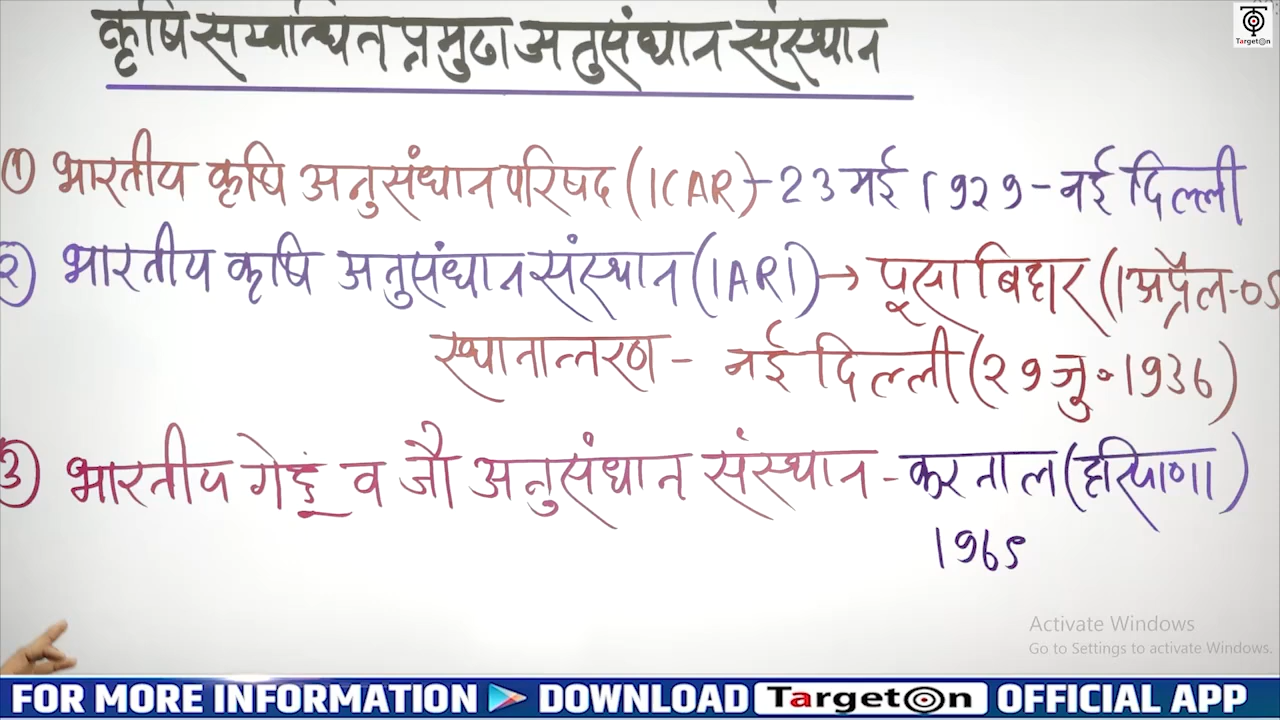 कृषि सम्बन्धित प्रमुख अनुसंधान संस्थान
Target
① भारतीय कृषि अनुसंधान परिषद (ICAR) - 23 मई 1929 - नई दिल्ली
② भारतीय कृषि अनुसंधान संस्थान (IARI) → पूसा बिहार (1 अप्रैल-05
स्थानान्तरण - नई दिल्ली (29 जु॰ 1936)
③ भारतीय गेहूं व जौ अनुसंधान संस्थान - करनाल (हरियाणा)
1965
Activate Windows
Go to Settings to activate Windows.
FOR MORE INFORMATION DOWNLOAD Target OFFICIAL APP